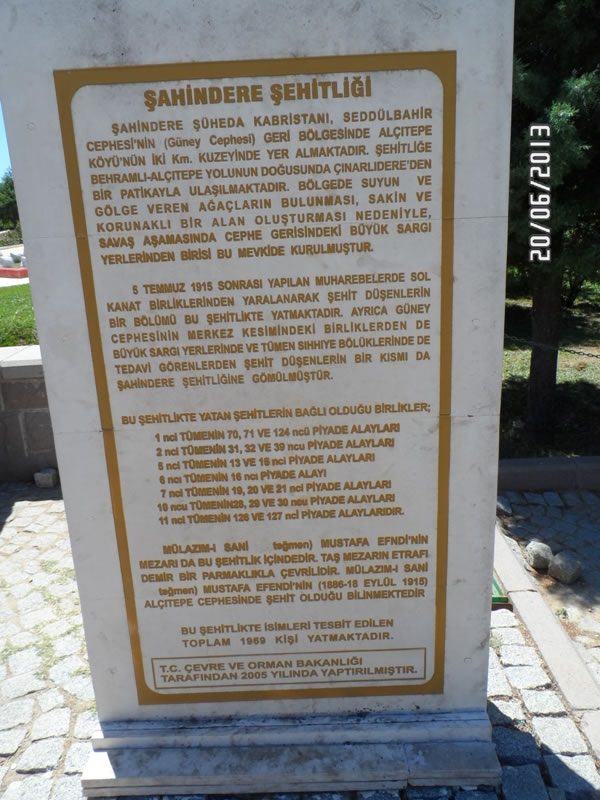 ŞAHİNDERE ŞEHİTLİĞİ
ŞAHİNDERE ŞÜHEDA KABRİSTANI, SEDDÜLBAHİR
CEPHESİ'NİN (Güney Cephesi) GERİ BÖLGESİNDE ALÇITEPE
KÖYÜ'NÜN İKİ Km. KUZEYİNDE YER ALMAKTADIR. ŞEHİTLİĞE
BEHRAMLI-ALÇITEPE YOLUNUN DOĞUSUNDA ÇINARLIDERE'DEN
BİR PATİKAYLA ULAŞILMAKTADIR. BÖLGEDE SUYUN VE
GÖLGE VEREN AĞAÇLARIN BULUNMASI, SAKİN VE
KORUNAKLI BİR ALAN OLUŞTURMASI NEDENİYLE,
SAVAŞ AŞAMASINDA CEPHE GERİSİNDEKİ BÜYÜK SARGI
YERLERİNDEN BİRİSİ BU MEVKİDE KURULMUŞTUR.
5 TEMMUZ 1915 SONRASI YAPILAN MUHAREBELERDE SOL
KANAT BİRLİKLERİNDEN YARALANARAK ŞEHİT DÜŞENLERİN
BİR BÖLÜMÜ BU ŞEHİTLİKTE YATMAKTADIR. AYRICA GÜNEY
CEPHESİNİN MERKEZ KESİMİNDEKİ BİRLİKLERDEN DE
BÜYÜK SARGI YERLERİNDE VE TÜMEN SIHHIYE BÖLÜKLERİNDE DE
TEDAVİ GÖRENLERDEN ŞEHİT DÜŞENLERİN BİR KISMI DA
ŞAHİNDERE ŞEHİTLİĞİNE GÖMÜLMÜŞTÜR.
BU ŞEHİTLİKTE YATAN ŞEHİTLERİN BAĞLI OLDUĞU BİRLİKLER;
1 nci TÜMENİN 70, 71 VE 124 ncü PİYADE ALAYLARI
2 nci TÜMENİN 31, 32 VE 39 ncu PİYADE ALAYLARI
5 nci TÜMENİN 13 VE 15 nci PİYADE ALAYLARI
6 ncı TÜMENİN 16 ncı PİYADE ALAYI
7 nci TÜMENİN 19, 20 VE 21 nci PİYADE ALAYLARI
10 ncu TÜMENİN28, 29 VE 30 ncu PİYADE ALAYLARI
11 nci TÜMENİN 126 VE 127 nci PİYADE ALAYLARIDIR.
MÜLAZIM-I SANİ teğmen) MUSTAFA EFNDİ'NİN
MEZARI DA BU ŞEHİTLİK İÇİNDEDİR. TAŞ MEZARIN ETRAFI
DEMİR BİR PARMAKLIKLA ÇEVRİLİDİR. MÜLAZIM-I SANİ
teğmen) MUSTAFA EFENDİ'NİN (1886-18 EYLÜL 1915)
ALÇITEPE CEPHESİNDE ŞEHİT OLDUĞU BİLİNMEKTEDİR
BU ŞEHİTLİKTE İSİMLERİ TESBİT EDİLEN
TOPLAM 1969 KİŞİ YATMAKTADIR.
T.C. ÇEVRE VE ORMAN BAKANLIĞI
TARAFINDAN 2005 YILINDA YAPTIRILMIŞTIR.
20/06/2013